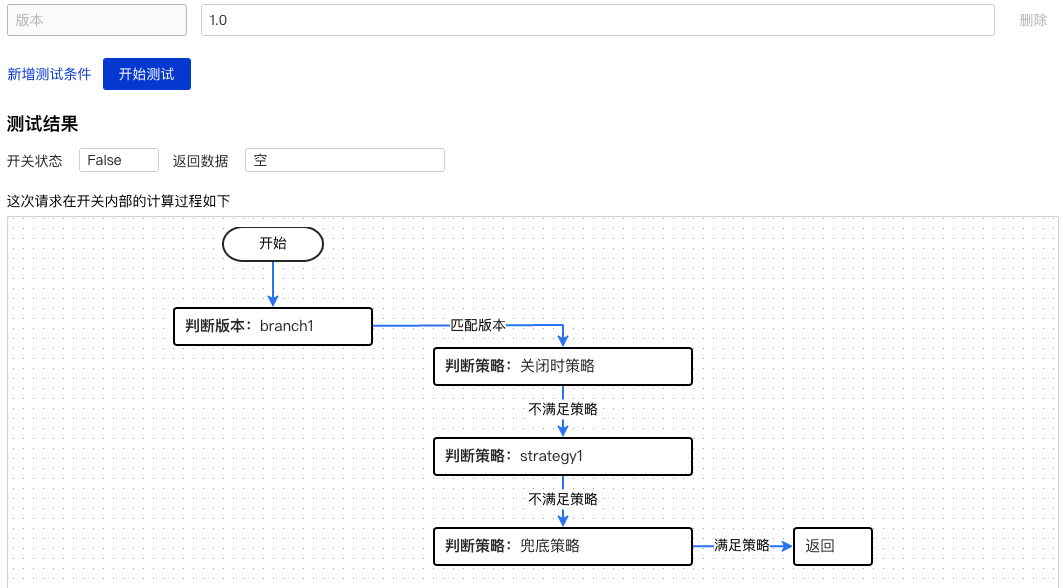 版本 1.0 删除
新增测试条件 开始测试
测试结果
开关状态 False 返回数据 空
这次请求在开关内部的计算过程如下
开始
判断版本：branch1 匹配版本
判断策略：关闭时策略
不满足策略
判断策略：strategy1
不满足策略
判断策略：兜底策略 满足策略 返回